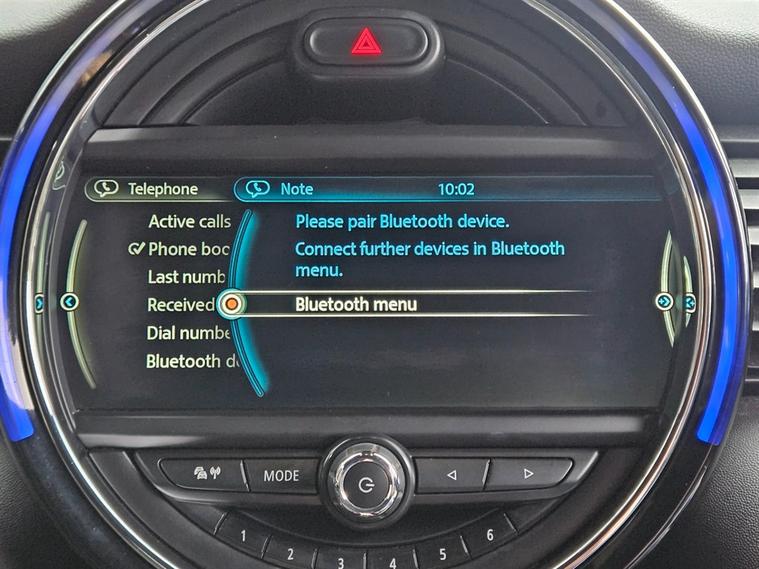 Telephone Note 10:02
Active calls
Phone boo
Last numb
Received
Dial numbe
Bluetooth d
Please pair Bluetooth device.
Connect further devices in Bluetooth
menu.
Bluetooth menu
MODE
1 2 3 4 5 6